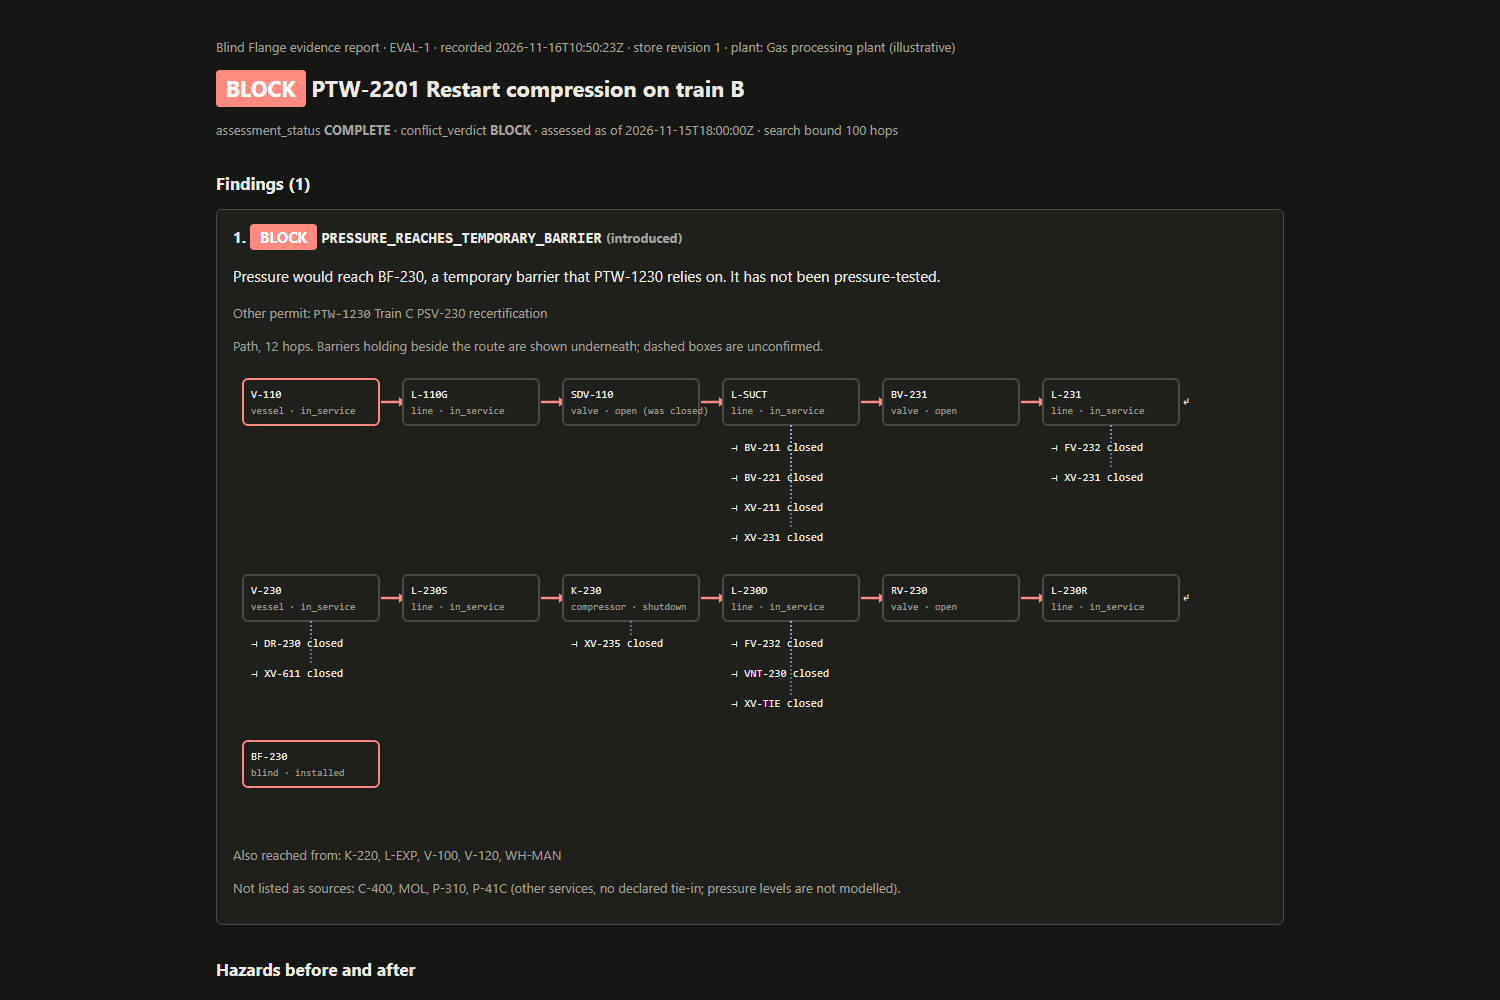 Blind Flange evidence report · EVAL-1 · recorded 2026-11-16T10:50:23Z · store revision 1 · plant: Gas processing plant (illustrative)
BLOCK PTW-2201 Restart compression on train B
assessment_status COMPLETE · conflict_verdict BLOCK · assessed as of 2026-11-15T18:00:00Z · search bound 100 hops
Findings (1)
1. BLOCK PRESSURE_REACHES_TEMPORARY_BARRIER (introduced)
Pressure would reach BF-230, a temporary barrier that PTW-1230 relies on. It has not been pressure-tested.
Other permit: PTW-1230 Train C PSV-230 recertification
Path, 12 hops. Barriers holding beside the route are shown underneath; dashed boxes are unconfirmed.
V-110
vessel · in_service
L-110G
line · in_service
SDV-110
valve · open (was closed)
L-SUCT
line · in_service
BV-231
valve · open
L-231
line · in_service
↲
⊣ BV-211 closed
⊣ BV-221 closed
⊣ XV-211 closed
⊣ XV-231 closed
⊣ FV-232 closed
⊣ XV-231 closed
V-230
vessel · in_service
L-230S
line · in_service
K-230
compressor · shutdown
L-230D
line · in_service
RV-230
valve · open
L-230R
line · in_service
↲
⊣ DR-230 closed
⊣ XV-611 closed
⊣ XV-235 closed
⊣ FV-232 closed
⊣ VNT-230 closed
⊣ XV-TIE closed
BF-230
blind · installed
Also reached from: K-220, L-EXP, V-100, V-120, WH-MAN
Not listed as sources: C-400, MOL, P-310, P-41C (other services, no declared tie-in; pressure levels are not modelled).
Hazards before and after